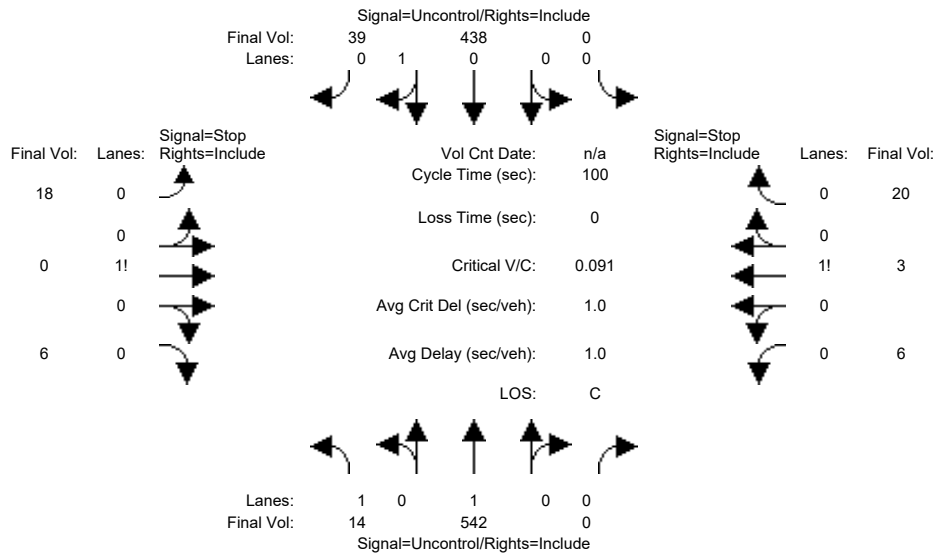 Signal=Uncontrol/Rights=Include
Final Vol: 39 438 0
Lanes: 0 1 0 0 0
Signal=Stop Signal=Stop
Final Vol: Lanes: Rights=Include Vol Cnt Date: n/a Rights=Include Lanes: Final Vol:
Cycle Time (sec): 100
18 0 0 20
Loss Time (sec): 0
0 0
0 1! Critical V/C: 0.091 1! 3
0 Avg Crit Del (sec/veh): 1.0 0
6 0 Avg Delay (sec/veh): 1.0 0 6
LOS: C
Lanes: 1 0 1 0 0
Final Vol: 14 542 0
Signal=Uncontrol/Rights=Include